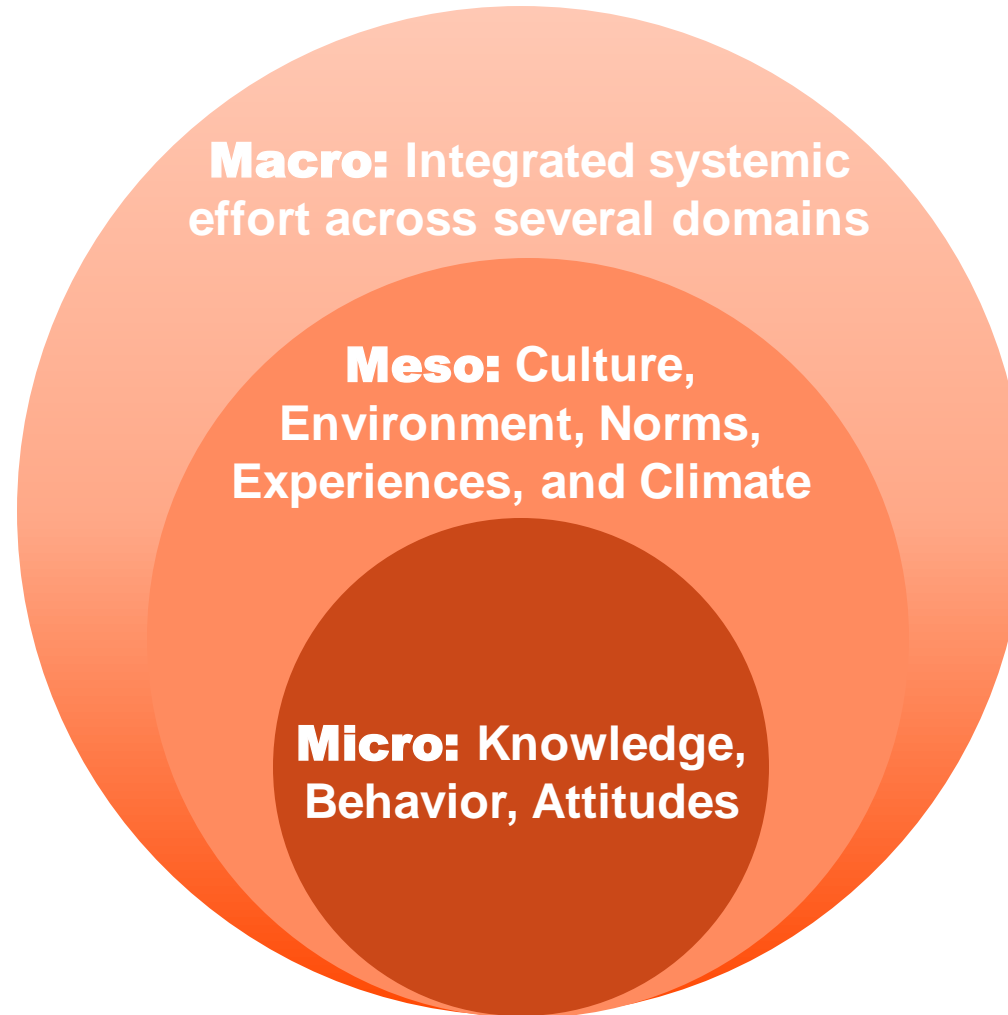 Macro: Integrated systemic
effort across several domains
Meso: Culture,
Environment, Norms,
Experiences, and Climate
Micro: Knowledge,
Behavior, Attitudes